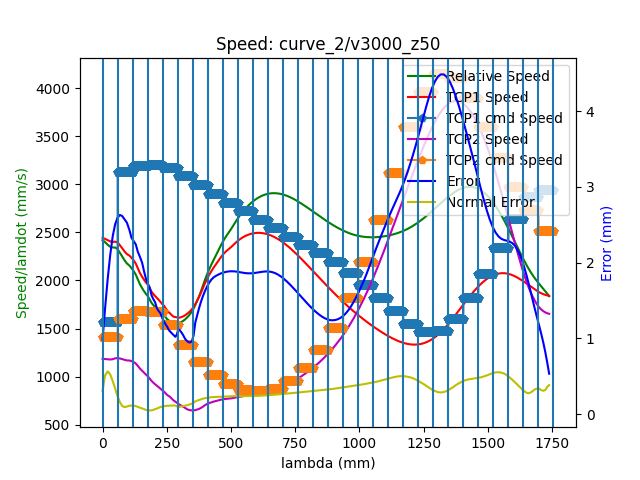 Speed: curve_2/v3000_z50
Speed/lamdot (mm/s)
4000
3500
3000
2500
2000
1500
1000
500
0
250
500
750
1000
1250
1500
1750
lambda (mm)
4
3
2
1
0
Error (mm)
Relative Speed
TCP1 Speed
TCP1 cmd Speed
TCP2 Speed
TCP2 cmd Speed
Error
Normal Error